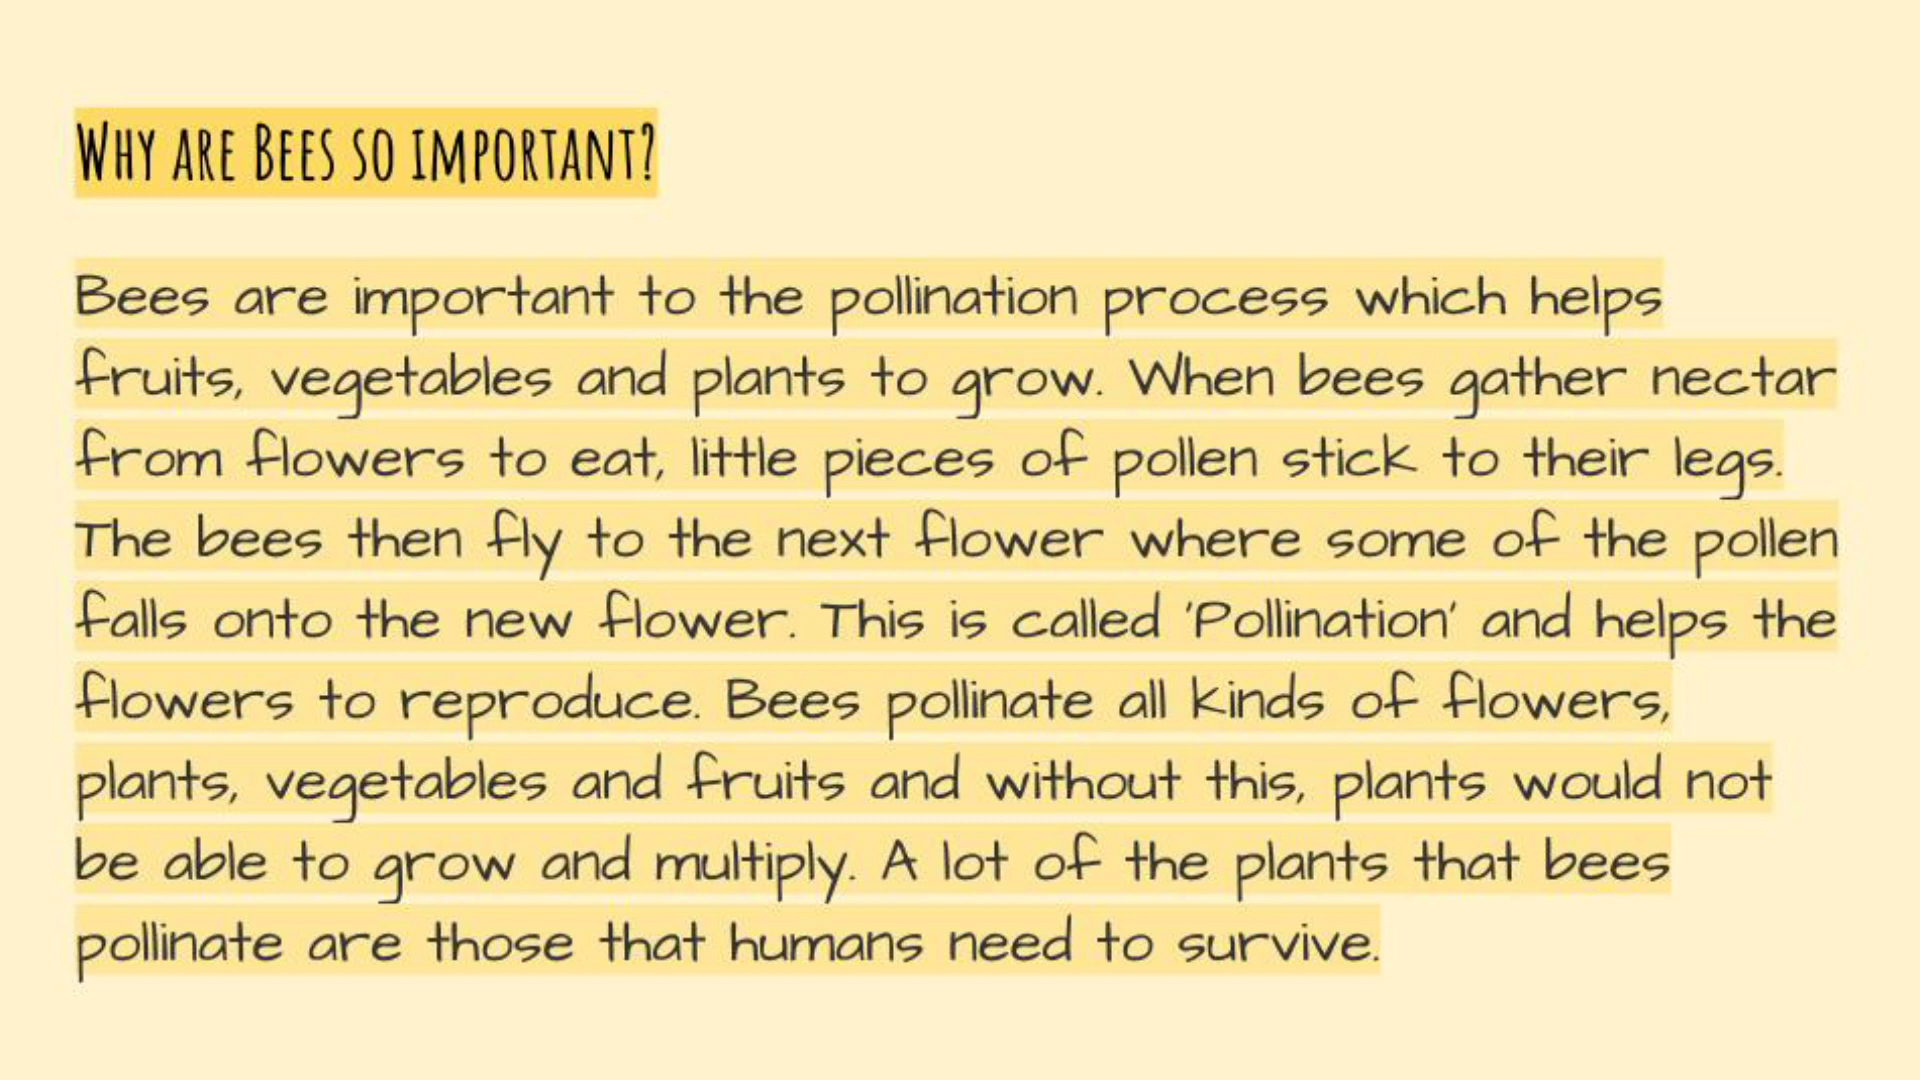 Why are Bees so important?
Bees are important to the pollination process which helps
fruits, vegetables and plants to grow. When bees gather nectar
from flowers to eat, little pieces of pollen stick to their legs.
The bees then fly to the next flower where some of the pollen
falls onto the new flower. This is called 'Pollination' and helps the
flowers to reproduce. Bees pollinate all kinds of flowers,
plants, vegetables and fruits and without this, plants would not
be able to grow and multiply. A lot of the plants that bees
pollinate are those that humans need to survive.